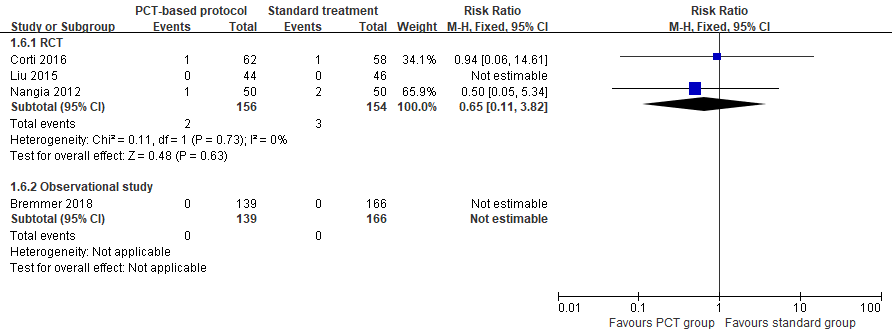 PCT-based protocol Standard treatment Risk Ratio Risk Ratio
Study or Subgroup Events Total Events Total Weight M-H, Fixed, 95% CI M-H, Fixed, 95% CI
1.6.1 RCT
Corti 2016 1 62 1 58 34.1% 0.94 [0.06, 14.61]
Liu 2015 0 44 0 46 Not estimable
Nangia 2012 1 50 2 50 65.9% 0.50 [0.05, 5.34]
Subtotal (95% CI) 156 154 100.0% 0.65 [0.11, 3.82]
Total events 2 3
Heterogeneity: Chi² = 0.11, df = 1 (P = 0.73); I² = 0%
Test for overall effect: Z = 0.48 (P = 0.63)
1.6.2 Observational study
Bremmer 2018 0 139 0 166 Not estimable
Subtotal (95% CI) 139 166 Not estimable
Total events 0 0
Heterogeneity: Not applicable
Test for overall effect: Not applicable
0.01 0.1 1 10 100
Favours PCT group Favours standard group